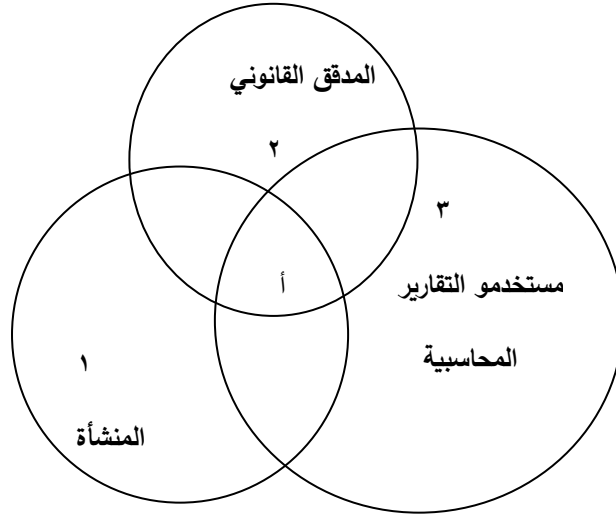 المدقق القانوني
٢
٣
مستخدمو التقارير
المحاسبية
أ
١
المنشأة